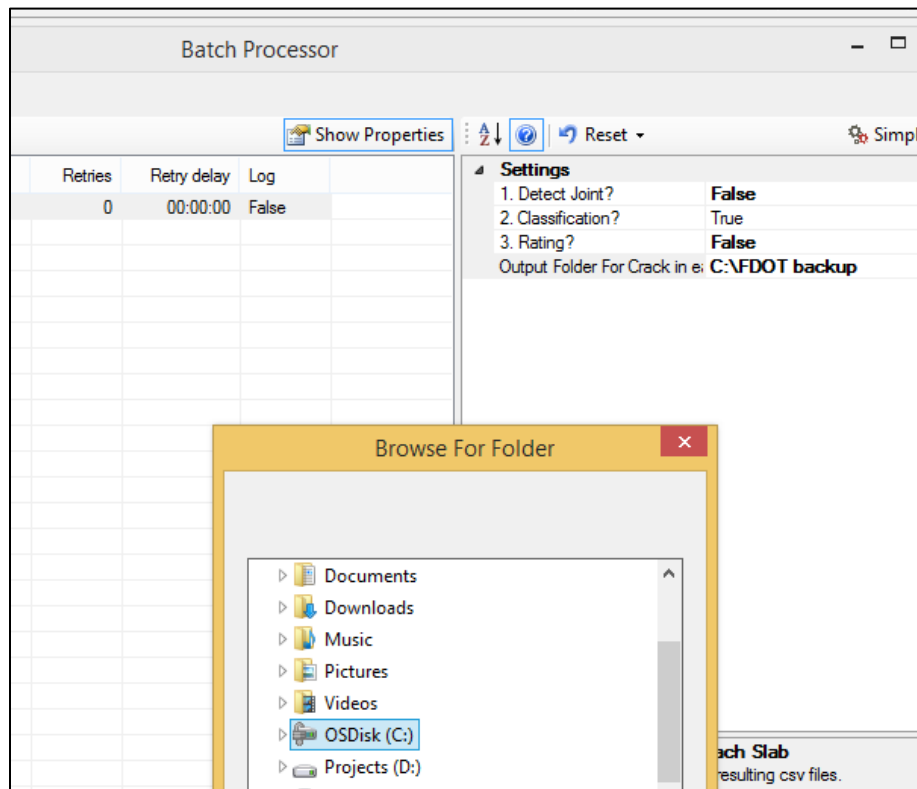 Batch Processor
Show Properties
Reset
Simpl
Retries Retry delay Log
0 00:00:00 False
Settings
1. Detect Joint? False
2. Classification? True
3. Rating? False
Output Folder For Crack in ea C:\FDOT backup
Browse For Folder
Documents
Downloads
Music
Pictures
Videos
OSDisk (C:)
Projects (D:)
ach Slab
resulting csv files.